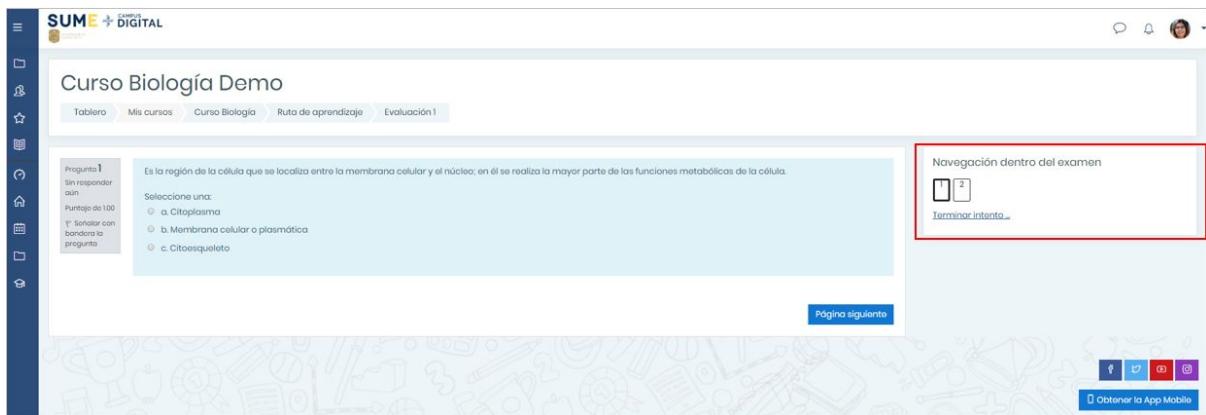 SUME + CAMPUS DIGITAL
Curso Biología Demo
Tablero Mis cursos Curso Biología Ruta de aprendizaje Evaluación 1
Pregunta 1
Sin responder
aún
Puntaje de 1.00
Señalar con
bandera la
pregunta
Es la región de la célula que se localiza entre la membrana celular y el núcleo; en él se realiza la mayor parte de las funciones metabólicas de la célula.
Seleccione una:
a. Citoplasma
b. Membrana celular o plasmática
c. Citoesqueleto
Página siguiente
Navegación dentro del examen
1 2
Terminar intento ...
Obtener la App Mobile